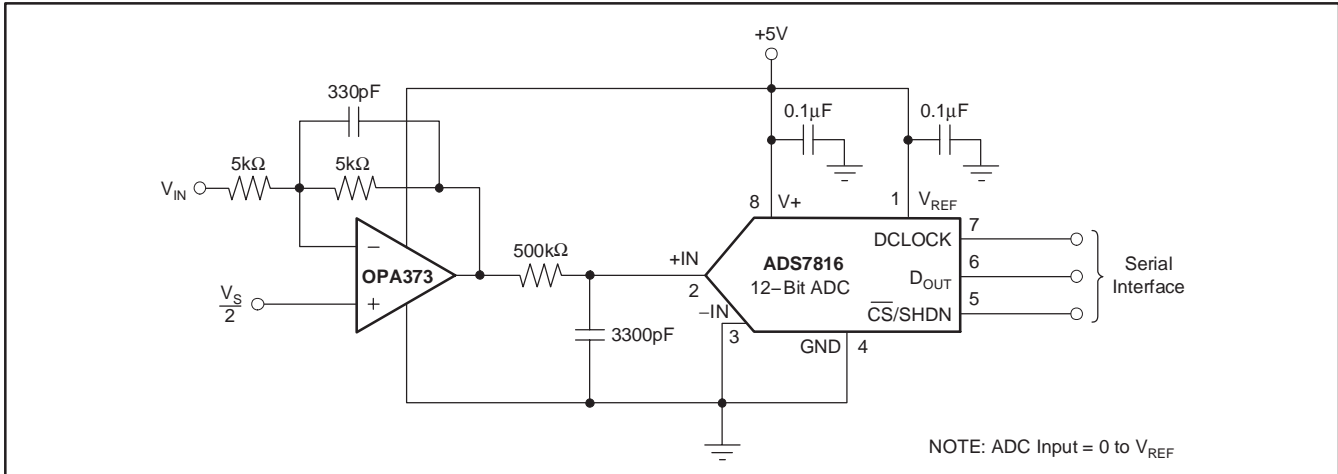 +5V
330pF
0.1µF
0.1µF
5kΩ
5kΩ
V_IN
8
V+
1
V_REF
−
OPA373
+
V_S
2
500kΩ
+IN
2
ADS7816
12−Bit ADC
−IN
3
GND
4
DCLOCK
7
D_OUT
6
CS/SHDN
5
Serial
Interface
3300pF
NOTE: ADC Input = 0 to V_REF